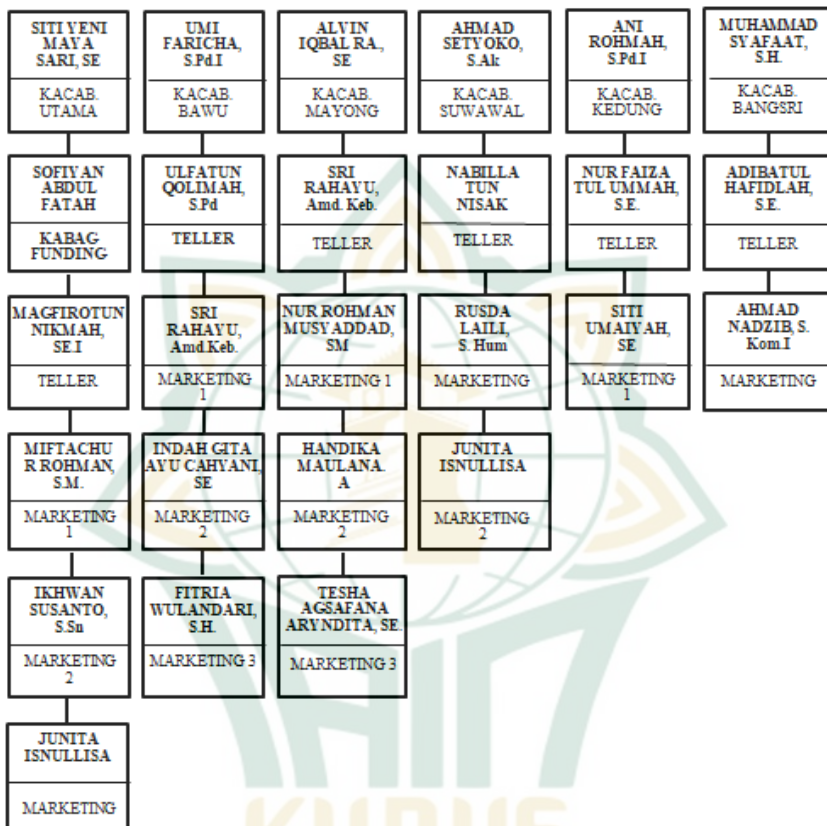 SITI YENI
MAYA
SARI, SE
KACAB.
UTAMA
SOFIYAN
ABDUL
FATAH
KABAG
FUNDING
MAGFIROTUN
NIKMAH,
SE.I
TELLER
MIFTACHU
R ROHMAN,
S.M.
MARKETING
1
IKHWAN
SUSANTO,
S.Sn
MARKETING
2
JUNITA
ISNULLISA
MARKETING
UMI
FARICHA,
S.Pd.I
KACAB.
BAWU
ULFATUN
QOLIMAH,
S.Pd
TELLER
SRI
RAHAYU,
Amd.Keb.
MARKETING
1
INDAH GITA
AYU CAHYANI,
SE
MARKETING
2
FITRIA
WULANDARI,
S.H.
MARKETING 3
ALVIN
IQBAL RA.,
SE
KACAB.
MAYONG
SRI
RAHAYU,
Amd. Keb.
TELLER
NUR ROHMAN
MUSYADDAD,
SM
MARKETING 1
HANDIKA
MAULANA.
A
MARKETING
2
TESHA
AGSAFANA
ARYNDITA, SE.
MARKETING 3
AHMAD
SETYOKO,
S.Ak
KACAB.
SUWAWAL
NABILLA
TUN
NISAK
TELLER
RUSDA
LAILI,
S. Hum
MARKETING
JUNITA
ISNULLISA
MARKETING
2
ANI
ROHMAH,
S.Pd.I
KACAB.
KEDUNG
NUR FAIZA
TUL UMMAH,
S.E.
TELLER
SITI
UMAIYAH,
SE
MARKETING
1
MUHAMMAD
SYAFAAT,
S.H.
KACAB.
BANGSRI
ADIBATUL
HAFIDLAH,
S.E.
TELLER
AHMAD
NADZIB, S.
Kom.I
MARKETING
IAIN
KUDUS